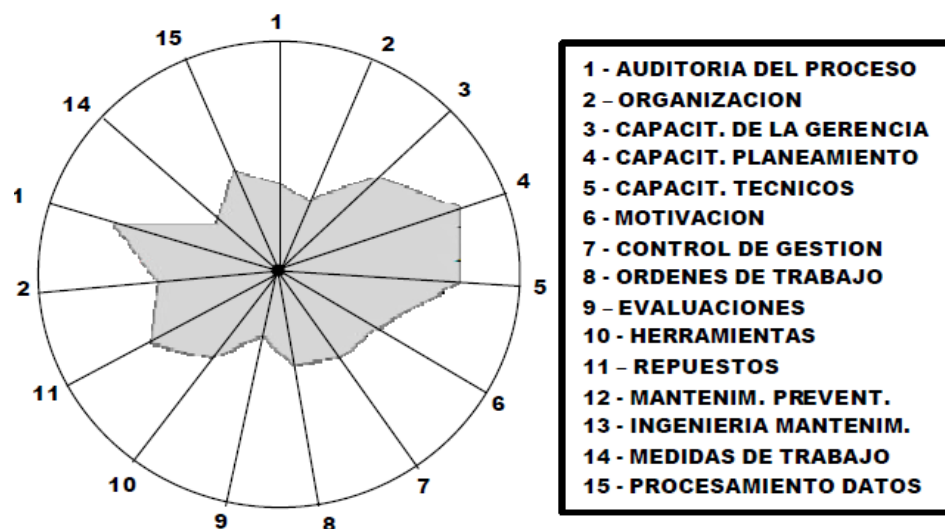 1
2
3
4
5
6
7
8
9
10
11
2
1
14
15
1 - AUDITORIA DEL PROCESO
2 – ORGANIZACION
3 - CAPACIT. DE LA GERENCIA
4 - CAPACIT. PLANEAMIENTO
5 - CAPACIT. TECNICOS
6 - MOTIVACION
7 - CONTROL DE GESTION
8 - ORDENES DE TRABAJO
9 – EVALUACIONES
10 - HERRAMIENTAS
11 – REPUESTOS
12 - MANTENIM. PREVENT.
13 - INGENIERIA MANTENIM.
14 - MEDIDAS DE TRABAJO
15 - PROCESAMIENTO DATOS